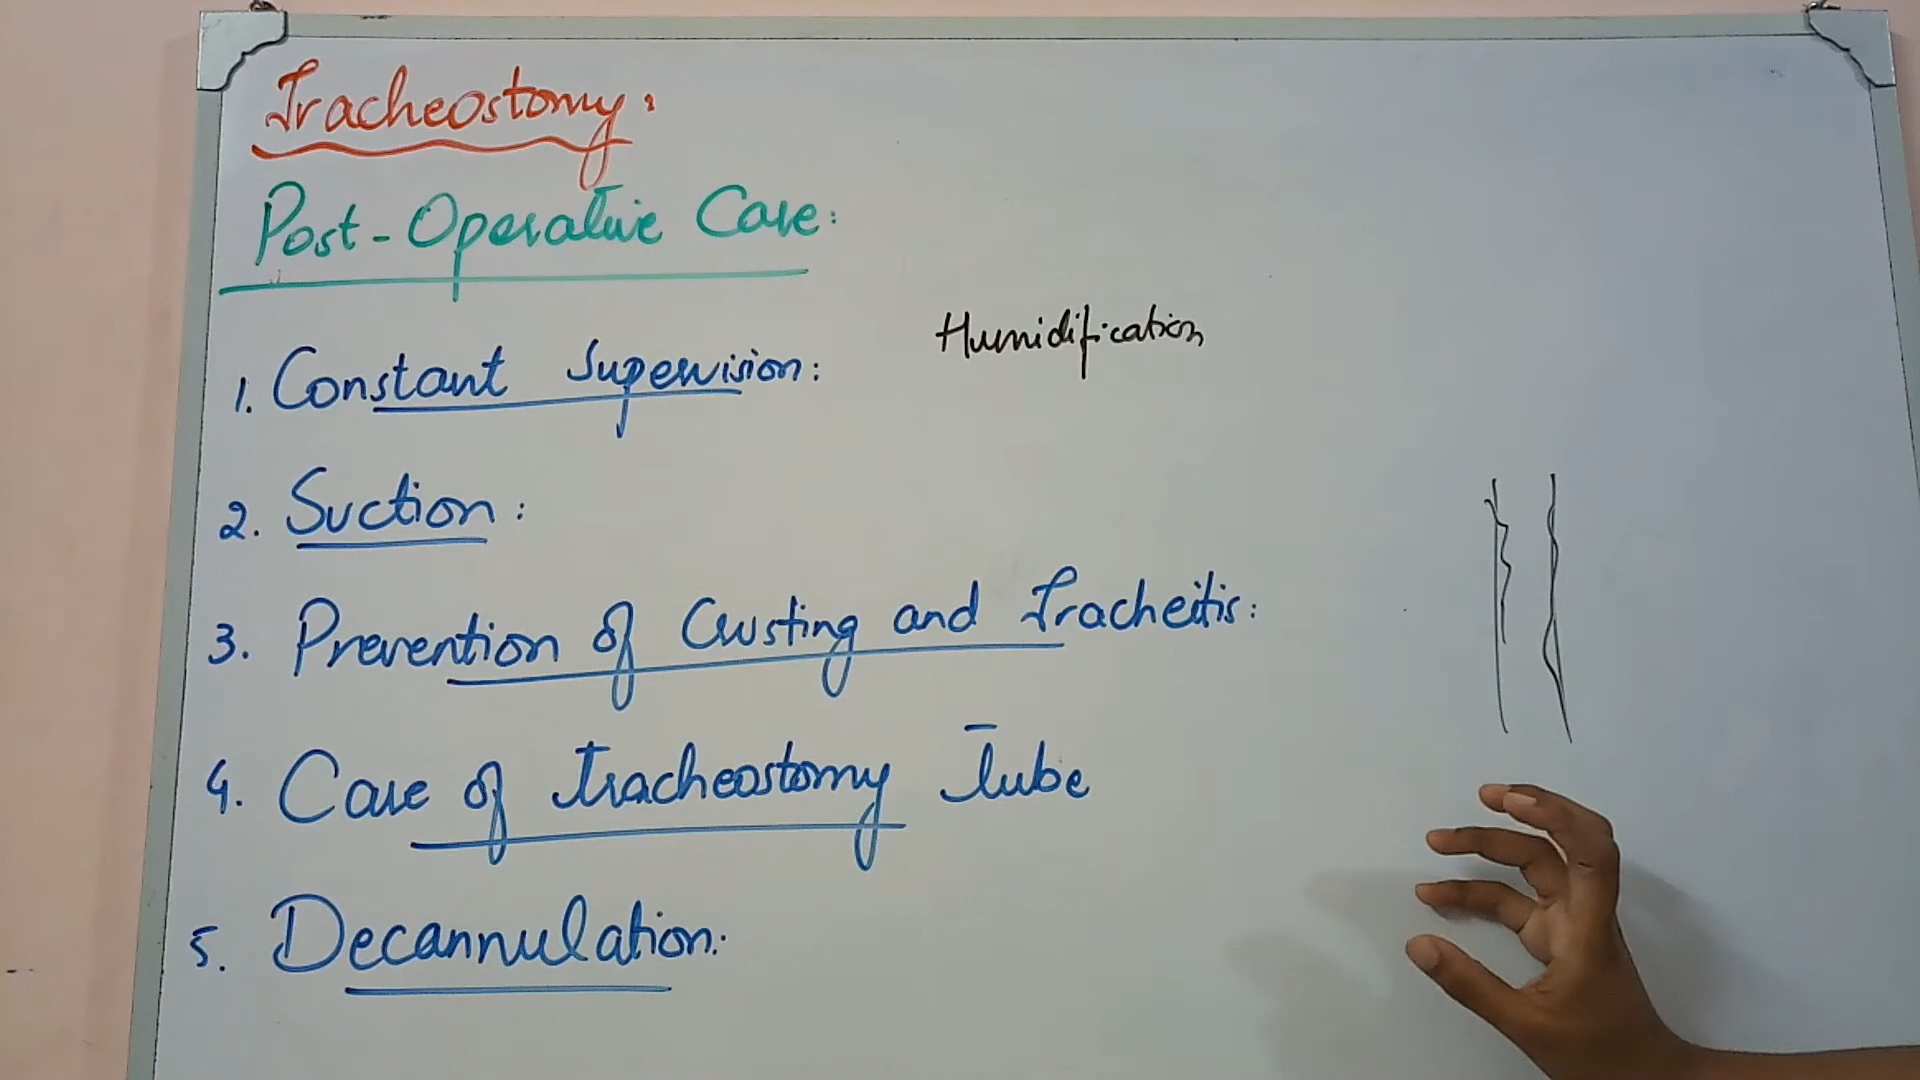 Tracheostomy:
Post-Operative Care:
Humidification
1. Constant Supervision:
2. Suction:
3. Prevention of Crusting and Tracheitis:
4. Care of Tracheostomy Tube
5. Decannulation: